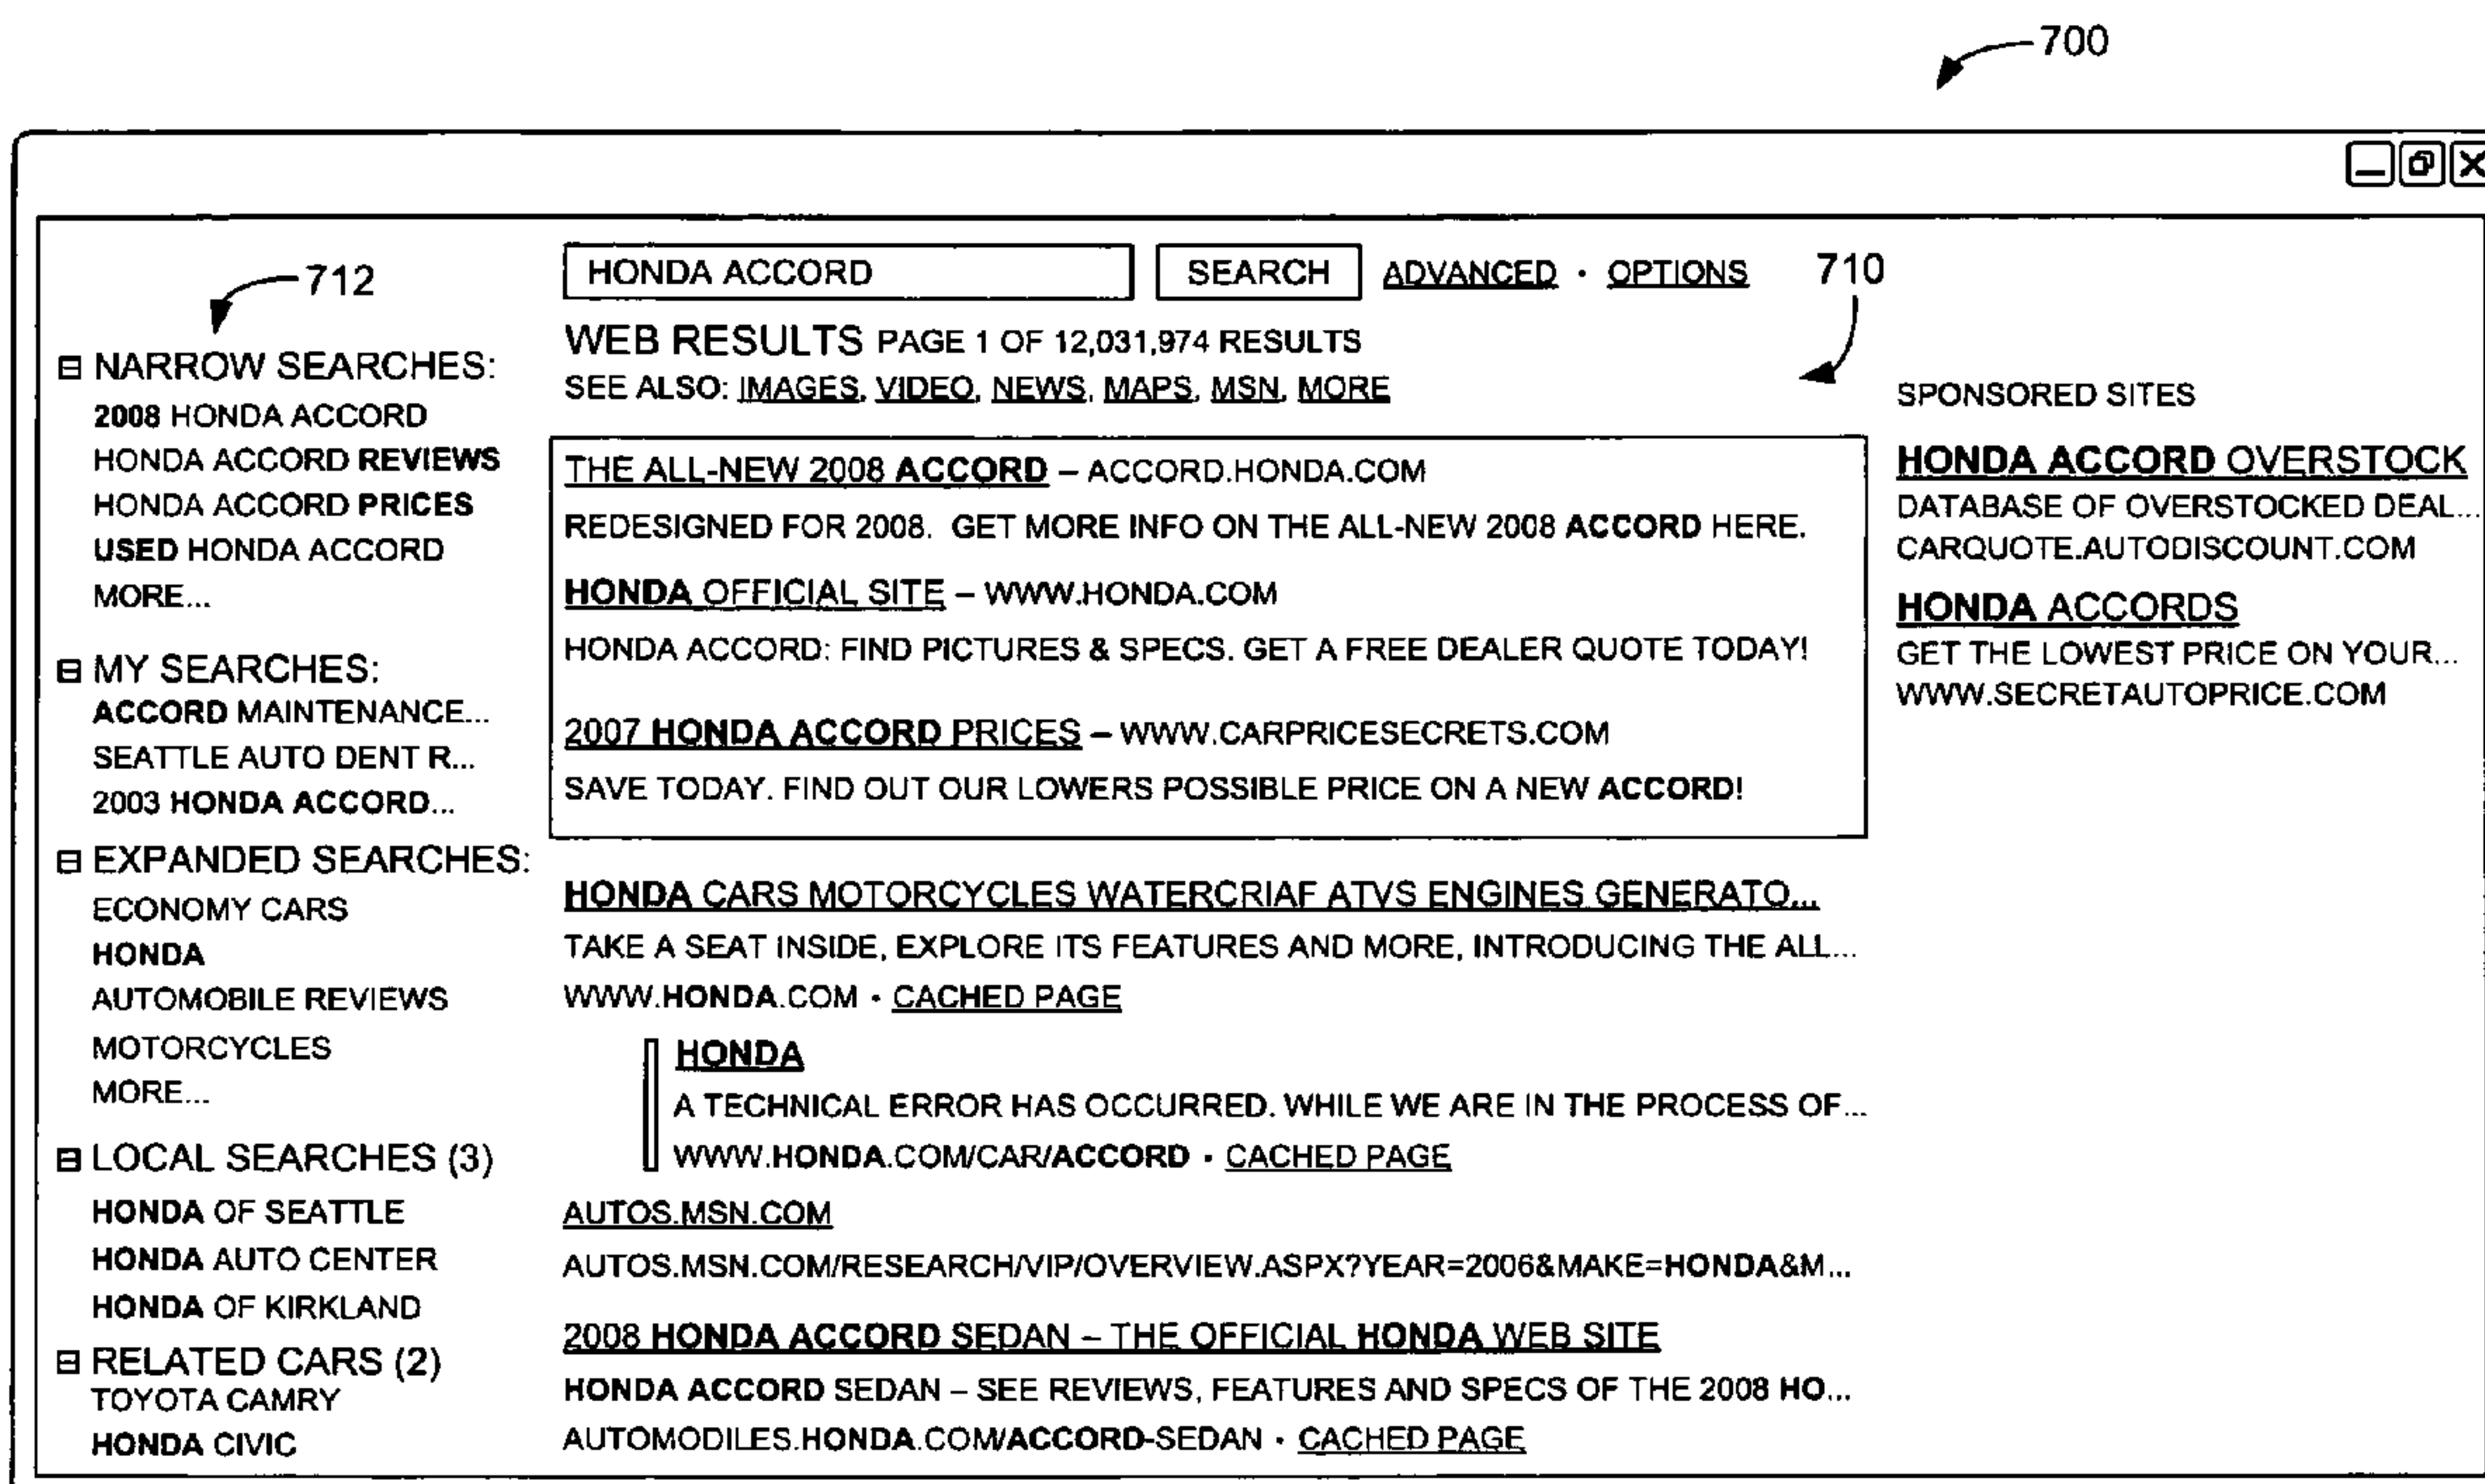 700
HONDA ACCORD SEARCH ADVANCED · OPTIONS 710
712
WEB RESULTS PAGE 1 OF 12,031,974 RESULTS
SEE ALSO: IMAGES, VIDEO, NEWS, MAPS, MSN, MORE
NARROW SEARCHES:
2008 HONDA ACCORD
HONDA ACCORD REVIEWS
HONDA ACCORD PRICES
USED HONDA ACCORD
MORE...
MY SEARCHES:
ACCORD MAINTENANCE...
SEATTLE AUTO DENT R...
2003 HONDA ACCORD...
EXPANDED SEARCHES:
ECONOMY CARS
HONDA
AUTOMOBILE REVIEWS
MOTORCYCLES
MORE...
LOCAL SEARCHES (3)
HONDA OF SEATTLE
HONDA AUTO CENTER
HONDA OF KIRKLAND
RELATED CARS (2)
TOYOTA CAMRY
HONDA CIVIC
THE ALL-NEW 2008 ACCORD – ACCORD.HONDA.COM
REDESIGNED FOR 2008. GET MORE INFO ON THE ALL-NEW 2008 ACCORD HERE.
HONDA OFFICIAL SITE – WWW.HONDA.COM
HONDA ACCORD: FIND PICTURES & SPECS. GET A FREE DEALER QUOTE TODAY!
2007 HONDA ACCORD PRICES – WWW.CARPRICESECRETS.COM
SAVE TODAY. FIND OUT OUR LOWERS POSSIBLE PRICE ON A NEW ACCORD!
HONDA CARS MOTORCYCLES WATERCRIAF ATVS ENGINES GENERATO...
TAKE A SEAT INSIDE, EXPLORE ITS FEATURES AND MORE, INTRODUCING THE ALL...
WWW.HONDA.COM · CACHED PAGE
HONDA
A TECHNICAL ERROR HAS OCCURRED. WHILE WE ARE IN THE PROCESS OF...
WWW.HONDA.COM/CAR/ACCORD · CACHED PAGE
AUTOS.MSN.COM
AUTOS.MSN.COM/RESEARCH/VIP/OVERVIEW.ASPX?YEAR=2006&MAKE=HONDA&M...
2008 HONDA ACCORD SEDAN – THE OFFICIAL HONDA WEB SITE
HONDA ACCORD SEDAN – SEE REVIEWS, FEATURES AND SPECS OF THE 2008 HO...
AUTOMODILES.HONDA.COM/ACCORD-SEDAN · CACHED PAGE
SPONSORED SITES
HONDA ACCORD OVERSTOCK
DATABASE OF OVERSTOCKED DEAL...
CARQUOTE.AUTODISCOUNT.COM
HONDA ACCORDS
GET THE LOWEST PRICE ON YOUR...
WWW.SECRETAUTOPRICE.COM